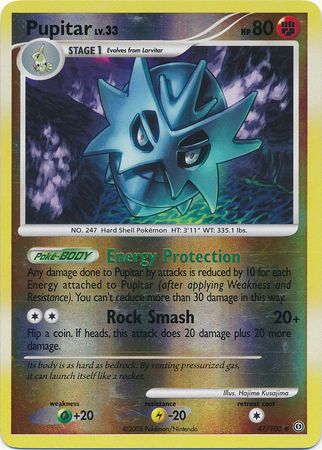 Pupitar LV.33 HP 80
STAGE 1 Evolves from Larvitar
NO. 247 Hard Shell Pokémon HT: 3'11" WT: 335.1 lbs.
Poké-BODY Energy Protection
Any damage done to Pupitar by attacks is reduced by 10 for each
Energy attached to Pupitar (after applying Weakness and
Resistance). You can't reduce more than 30 damage in this way.
Rock Smash 20+
Flip a coin. If heads, this attack does 20 damage plus 20 more
damage.
Its body is as hard as bedrock. By venting pressurized gas,
it can launch itself like a rocket.
Illus. Hajime Kusajima
weakness resistance retreat cost
+20 -20
©2008 Pokémon/Nintendo 47/100